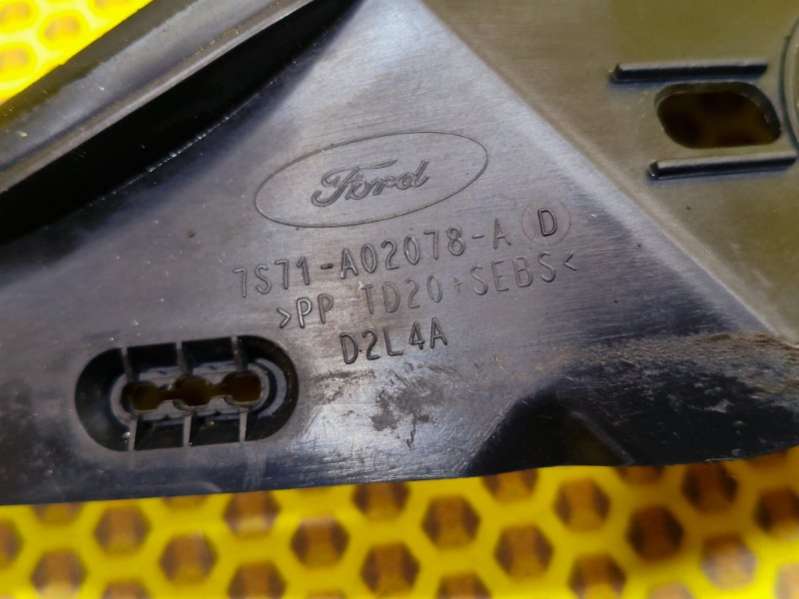 Ford
7S71-A02078-A D
>PP TD20+SEBS<
D2L4A